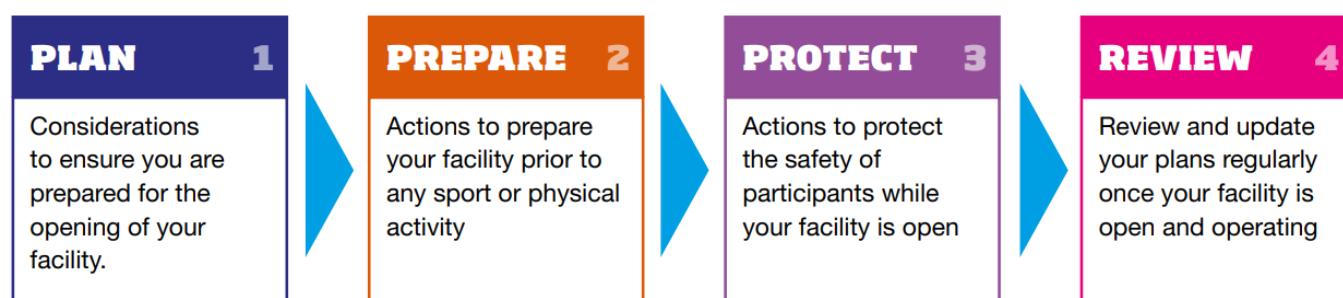 PLAN 1
Considerations
to ensure you are
prepared for the
opening of your
facility.
PREPARE 2
Actions to prepare
your facility prior to
any sport or physical
activity
PROTECT 3
Actions to protect
the safety of
participants while
your facility is open
REVIEW 4
Review and update
your plans regularly
once your facility is
open and operating